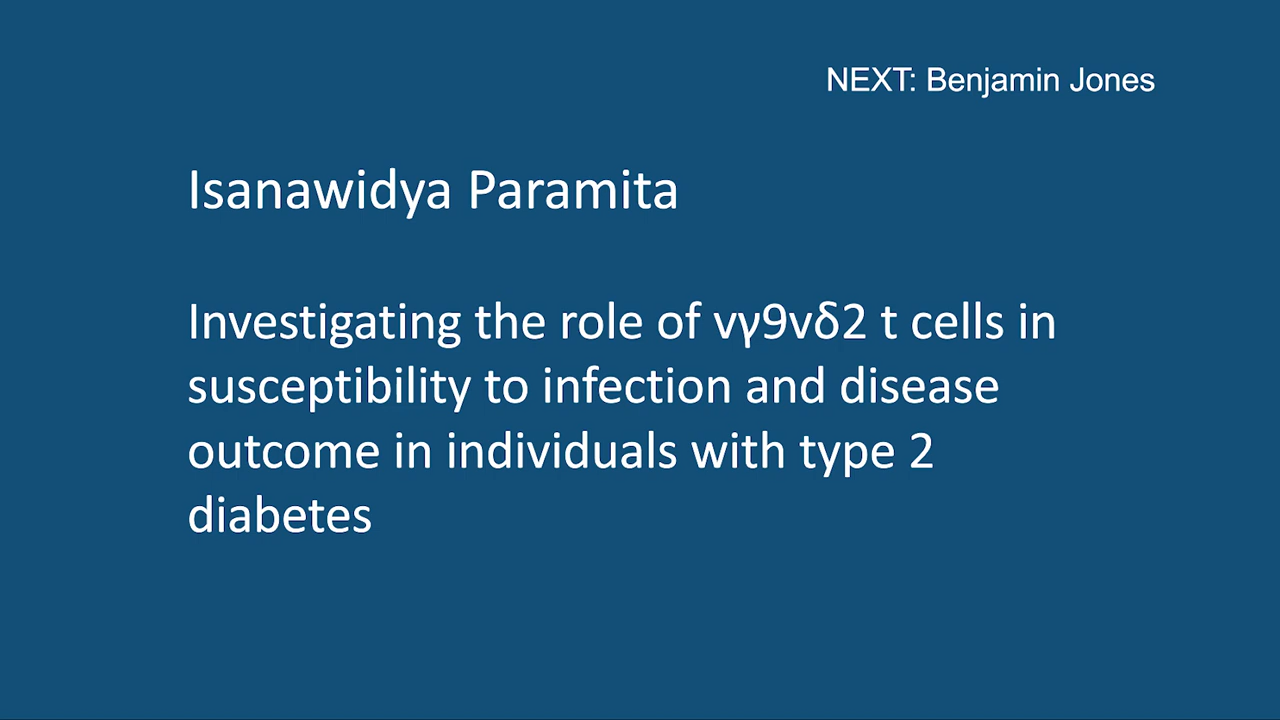 NEXT: Benjamin Jones
Isanawidya Paramita
Investigating the role of vγ9vδ2 t cells in
susceptibility to infection and disease
outcome in individuals with type 2
diabetes